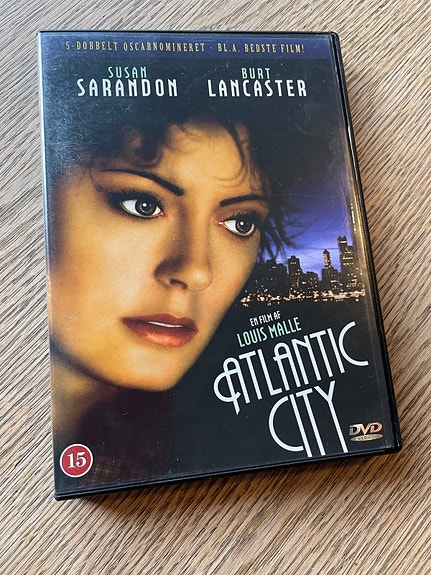 5-DOBBELT OSCARNOMINERET - BL.A. BEDSTE FILM!
SUSAN SARANDON
BURT LANCASTER
EN FILM AF
LOUIS MALLE
ATLANTIC
CITY
15
DVD
VIDEO